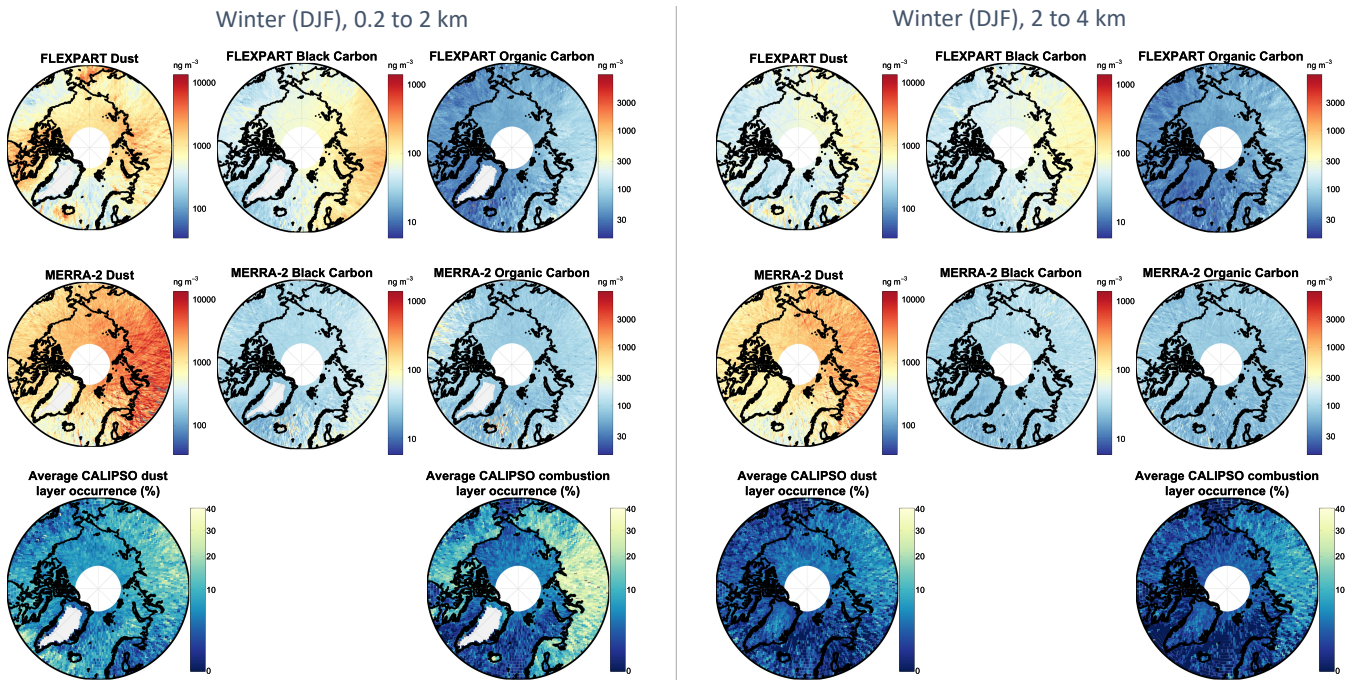 Winter (DJF), 0.2 to 2 km
FLEXPART Dust
ng m⁻³
10000
1000
100
FLEXPART Black Carbon
ng m⁻³
1000
100
10
FLEXPART Organic Carbon
ng m⁻³
3000
1000
300
100
30
MERRA-2 Dust
ng m⁻³
10000
1000
100
MERRA-2 Black Carbon
ng m⁻³
1000
100
10
MERRA-2 Organic Carbon
ng m⁻³
3000
1000
300
100
30
Average CALIPSO dust
layer occurrence (%)
40
30
20
10
0
Average CALIPSO combustion
layer occurrence (%)
40
30
20
10
0
Winter (DJF), 2 to 4 km
FLEXPART Dust
ng m⁻³
10000
1000
100
FLEXPART Black Carbon
ng m⁻³
1000
100
10
FLEXPART Organic Carbon
ng m⁻³
3000
1000
300
100
30
MERRA-2 Dust
ng m⁻³
10000
1000
100
MERRA-2 Black Carbon
ng m⁻³
1000
100
10
MERRA-2 Organic Carbon
ng m⁻³
3000
1000
300
100
30
Average CALIPSO dust
layer occurrence (%)
40
30
20
10
0
Average CALIPSO combustion
layer occurrence (%)
40
30
20
10
0